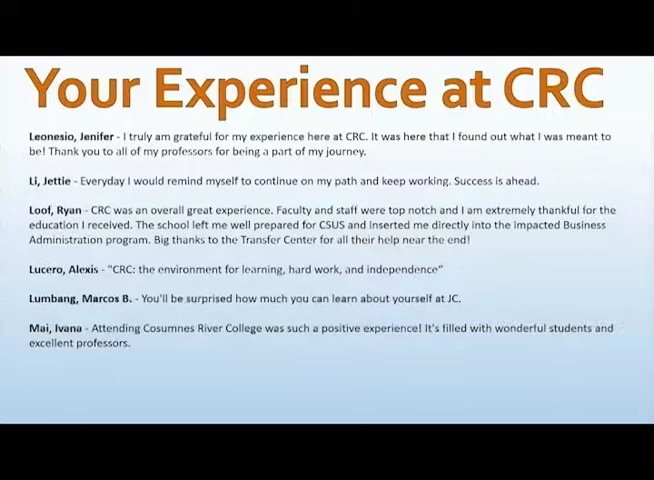 Your Experience at CRC
Leonesio, Jenifer - I truly am grateful for my experience here at CRC. It was here that I found out what I was meant to
be! Thank you to all of my professors for being a part of my journey.
Li, Jettie - Everyday I would remind myself to continue on my path and keep working. Success is ahead.
Loof, Ryan - CRC was an overall great experience. Faculty and staff were top notch and I am extremely thankful for the
education I received. The school left me well prepared for CSUS and inserted me directly into the Impacted Business
Administration program. Big thanks to the Transfer Center for all their help near the end!
Lucero, Alexis - "CRC: the environment for learning, hard work, and independence"
Lumbang, Marcos B. - You'll be surprised how much you can learn about yourself at JC.
Mai, Ivana - Attending Cosumnes River College was such a positive experience! It's filled with wonderful students and
excellent professors.